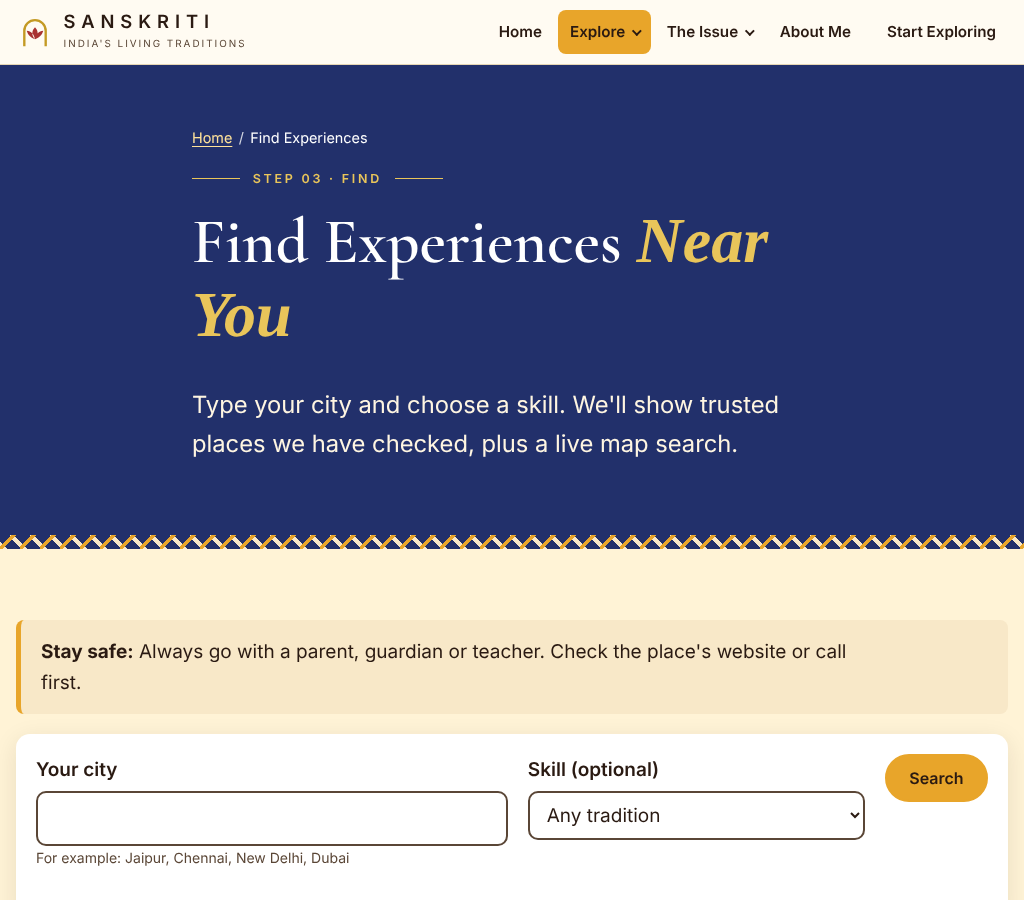 SANSKRITI
INDIA'S LIVING TRADITIONS
Home
Explore
The Issue
About Me
Start Exploring
Home / Find Experiences
STEP 03 · FIND
Find Experiences Near
You
Type your city and choose a skill. We'll show trusted
places we have checked, plus a live map search.
Stay safe: Always go with a parent, guardian or teacher. Check the place's website or call
first.
Your city
Skill (optional)
Any tradition
Search
For example: Jaipur, Chennai, New Delhi, Dubai